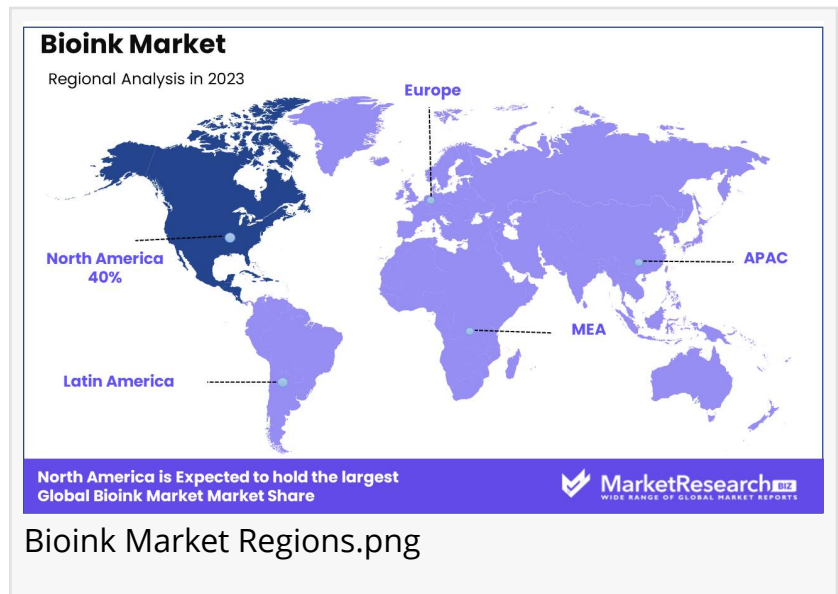 Bioink Market
Regional Analysis in 2023
Europe
North America
40%
APAC
MEA
Latin America
North America is Expected to hold the largest
Global Bioink Market Market Share
MarketResearch BIZ
WIDE RANGE OF GLOBAL MARKET REPORTS
Bioink Market Regions.png